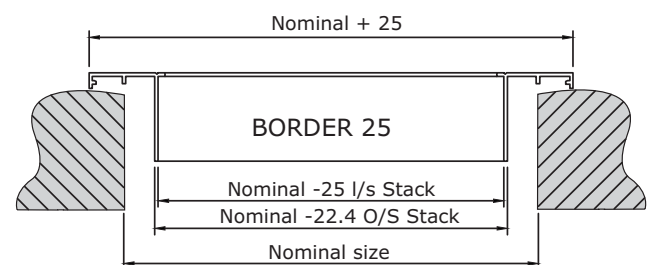 Nominal + 25
BORDER 25
Nominal -25 I/s Stack
Nominal -22.4 O/S Stack
Nominal size